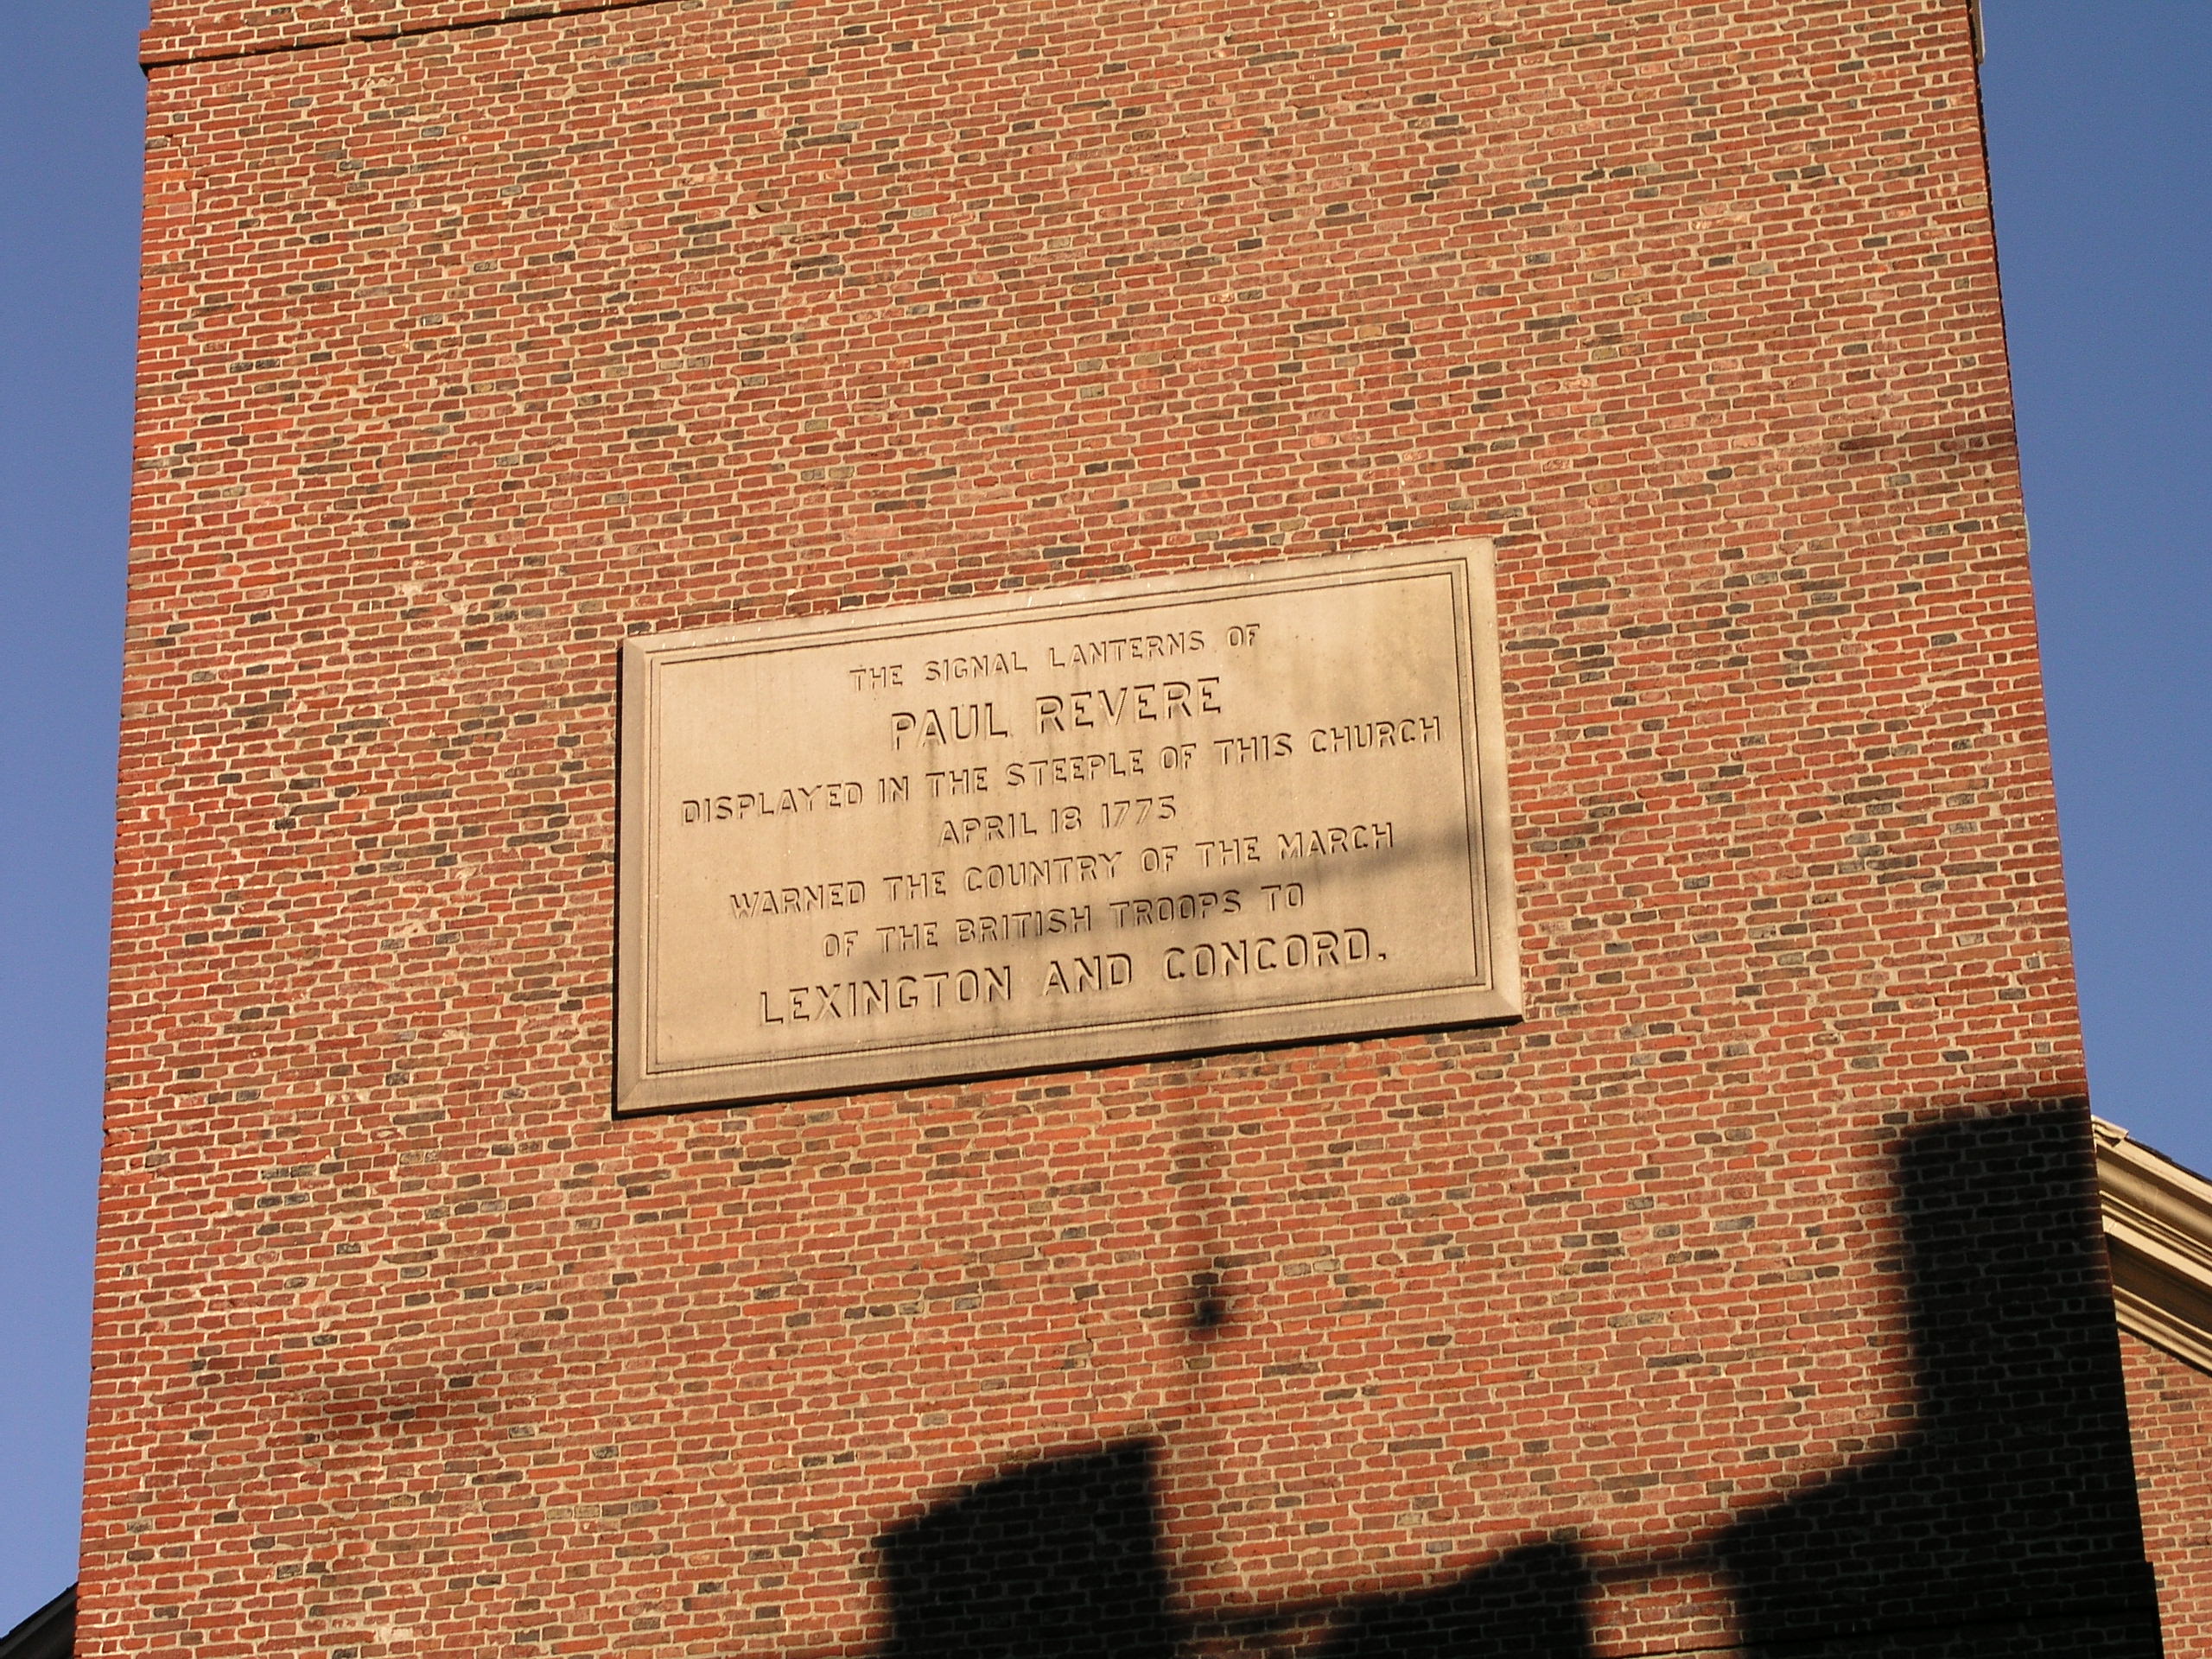 THE SIGNAL LANTERNS OF
PAUL REVERE
DISPLAYED IN THE STEEPLE OF THIS CHURCH
APRIL 18 1775
WARNED THE COUNTRY OF THE MARCH
OF THE BRITISH TROOPS TO
LEXINGTON AND CONCORD.